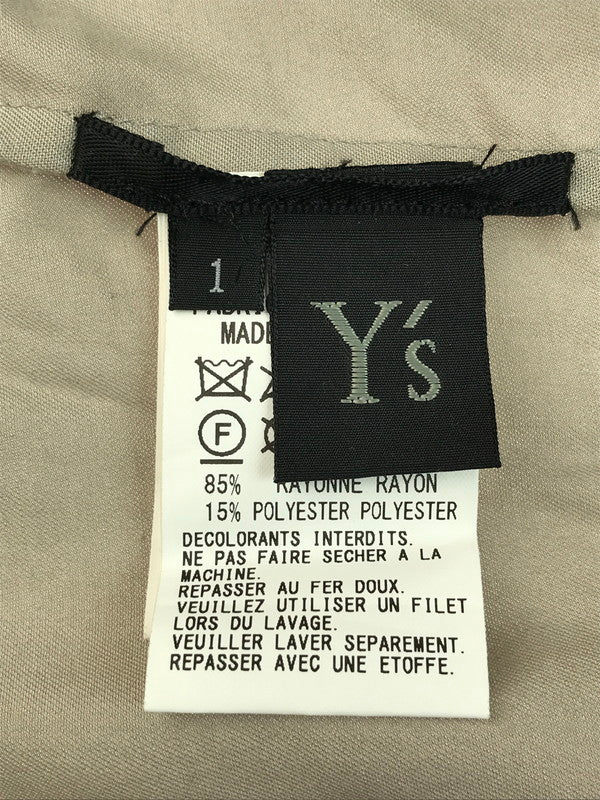 1
Y's
MADE
F
85% RAYONNE RAYON
15% POLYESTER POLYESTER
DECOLORANTS INTERDITS.
NE PAS FAIRE SECHER A LA
MACHINE.
REPASSER AU FER DOUX.
VEUILLEZ UTILISER UN FILET
LORS DU LAVAGE.
VEUILLER LAVER SEPAREMENT.
REPASSER AVEC UNE ETOFFE.